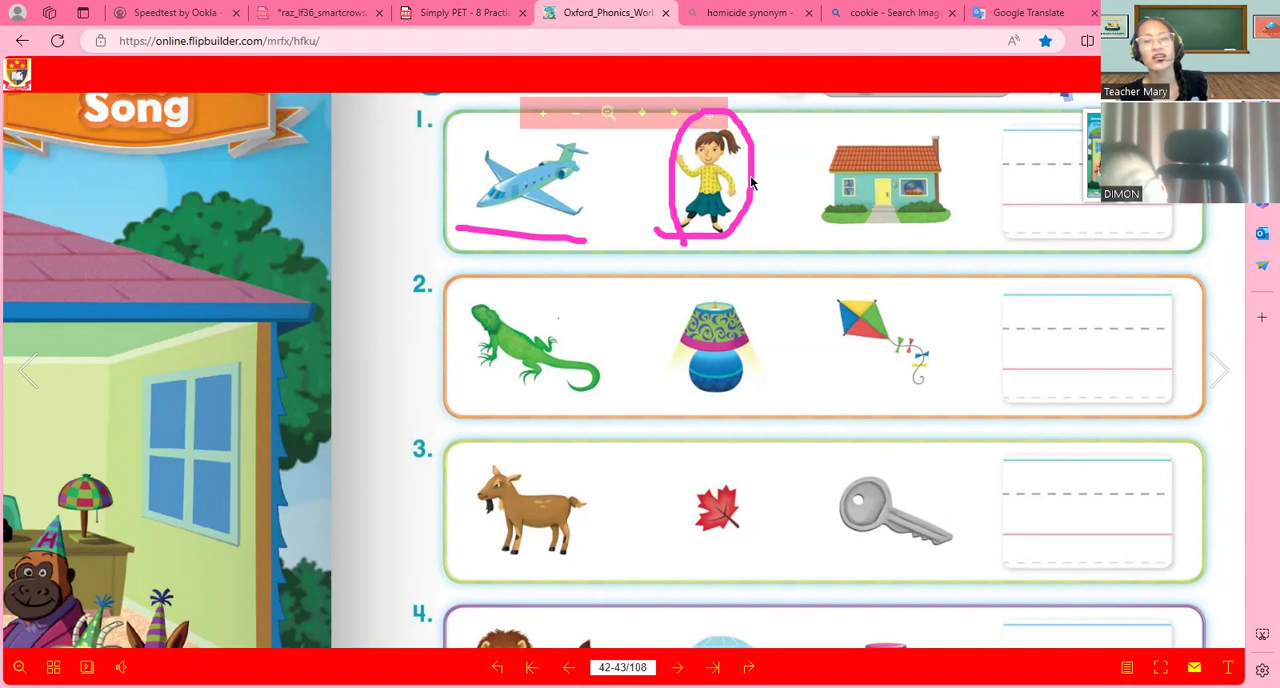 Speedtest by Ookla -
*raz_lf36_smartcrows.
Simply PET - 8 Practic
Oxford_Phonics_Worl
homicide synonym -
cookie - Search Imag
Google Translate
https://online.flipbuilder.com/mrfx/hfku/
Teacher Mary
DIMON
Song
1.
2.
3.
4.
H
42-43/108